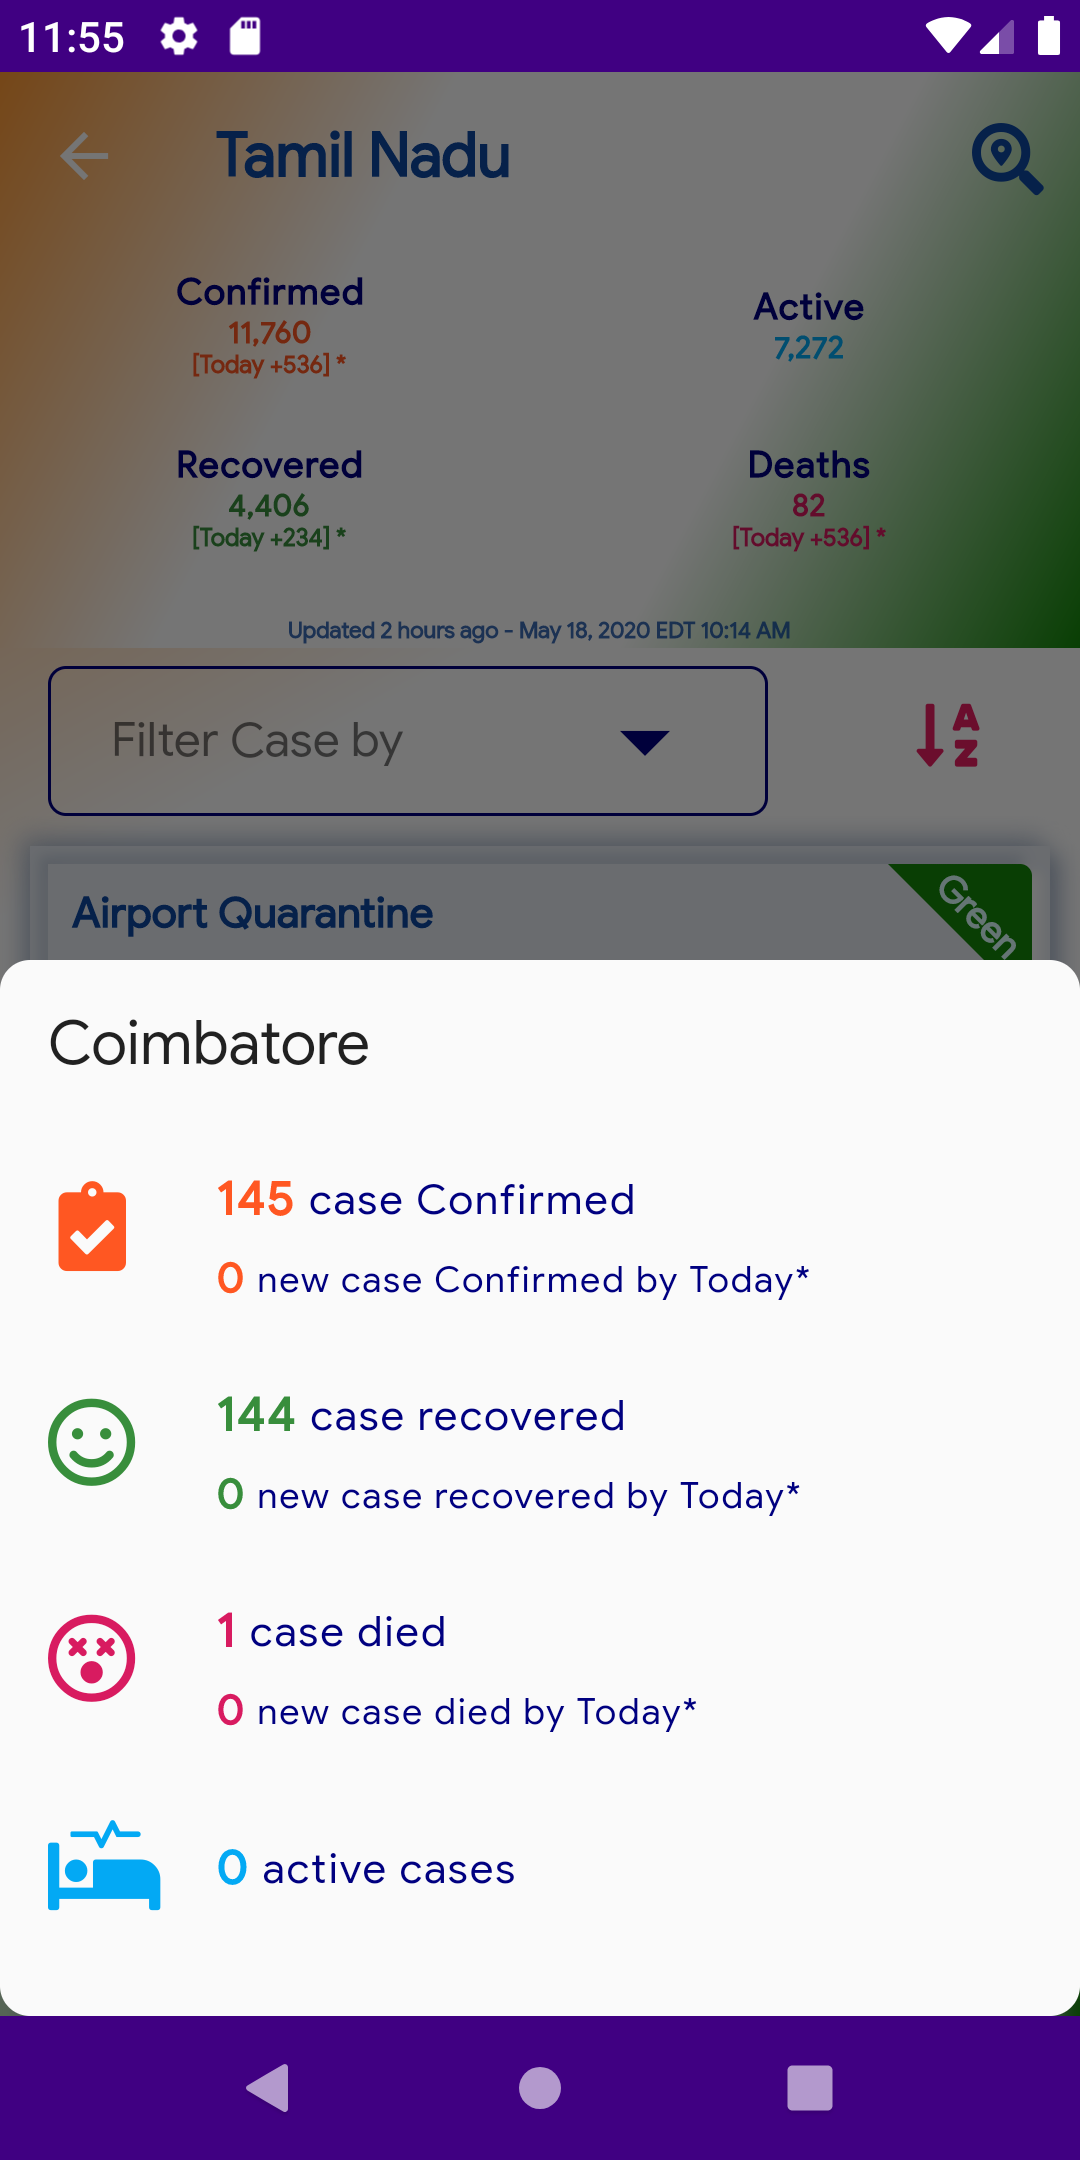 11:55
Tamil Nadu
Confirmed
11,760
[Today +536] *
Active
7,272
Recovered
4,406
[Today +234] *
Deaths
82
[Today +536] *
Updated 2 hours ago - May 18, 2020 EDT 10:14 AM
Filter Case by
A
Z
Airport Quarantine
Green
Coimbatore
145 case Confirmed
0 new case Confirmed by Today*
144 case recovered
0 new case recovered by Today*
1 case died
0 new case died by Today*
0 active cases